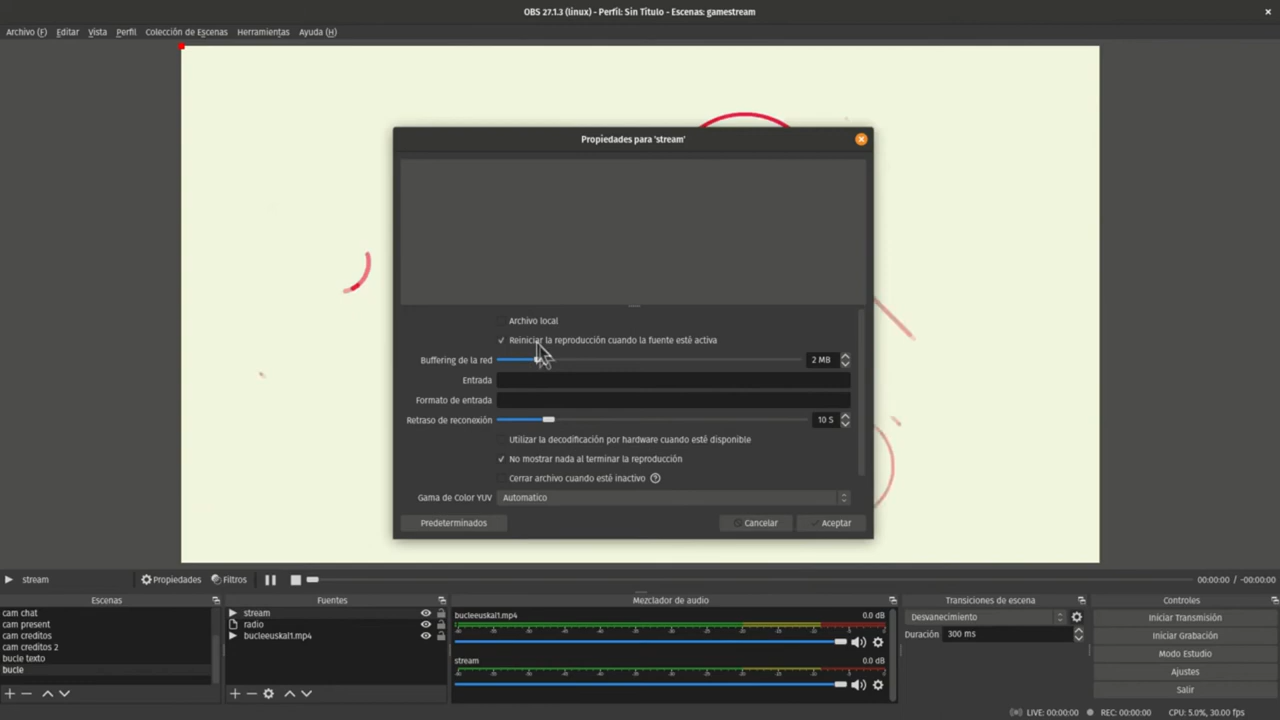 OBS 27.1.3 (linux) - Perfil: Sin Título - Escenas: gamestream
Archivo (F) Editar Vista Perfil Colección de Escenas Herramientas Ayuda (H)
Propiedades para 'stream'
Archivo local
Reiniciar la reproducción cuando la fuente esté activa
Buffering de la red 2 MB
Entrada
Formato de entrada
Retraso de reconexión 10 S
Utilizar la decodificación por hardware cuando esté disponible
No mostrar nada al terminar la reproducción
Cerrar archivo cuando esté inactivo
Gama de Color YUV Automatico
Predeterminados Cancelar Aceptar
stream Propiedades Filtros 00:00:00 / -00:00:00
Escenas
cam chat
cam present
cam creditos
cam creditos 2
bucle texto
bucle
Fuentes
stream
radio
bucleeuskal1.mp4
Mezclador de audio
bucleeuskal1.mp4 0.0 dB
stream 0.0 dB
Transiciones de escena
Desvanecimiento
Duración 300 ms
Controles
Iniciar Transmisión
Iniciar Grabación
Modo Estudio
Ajustes
Salir
LIVE: 00:00:00 REC: 00:00:00 CPU: 5.0%, 30.00 fps